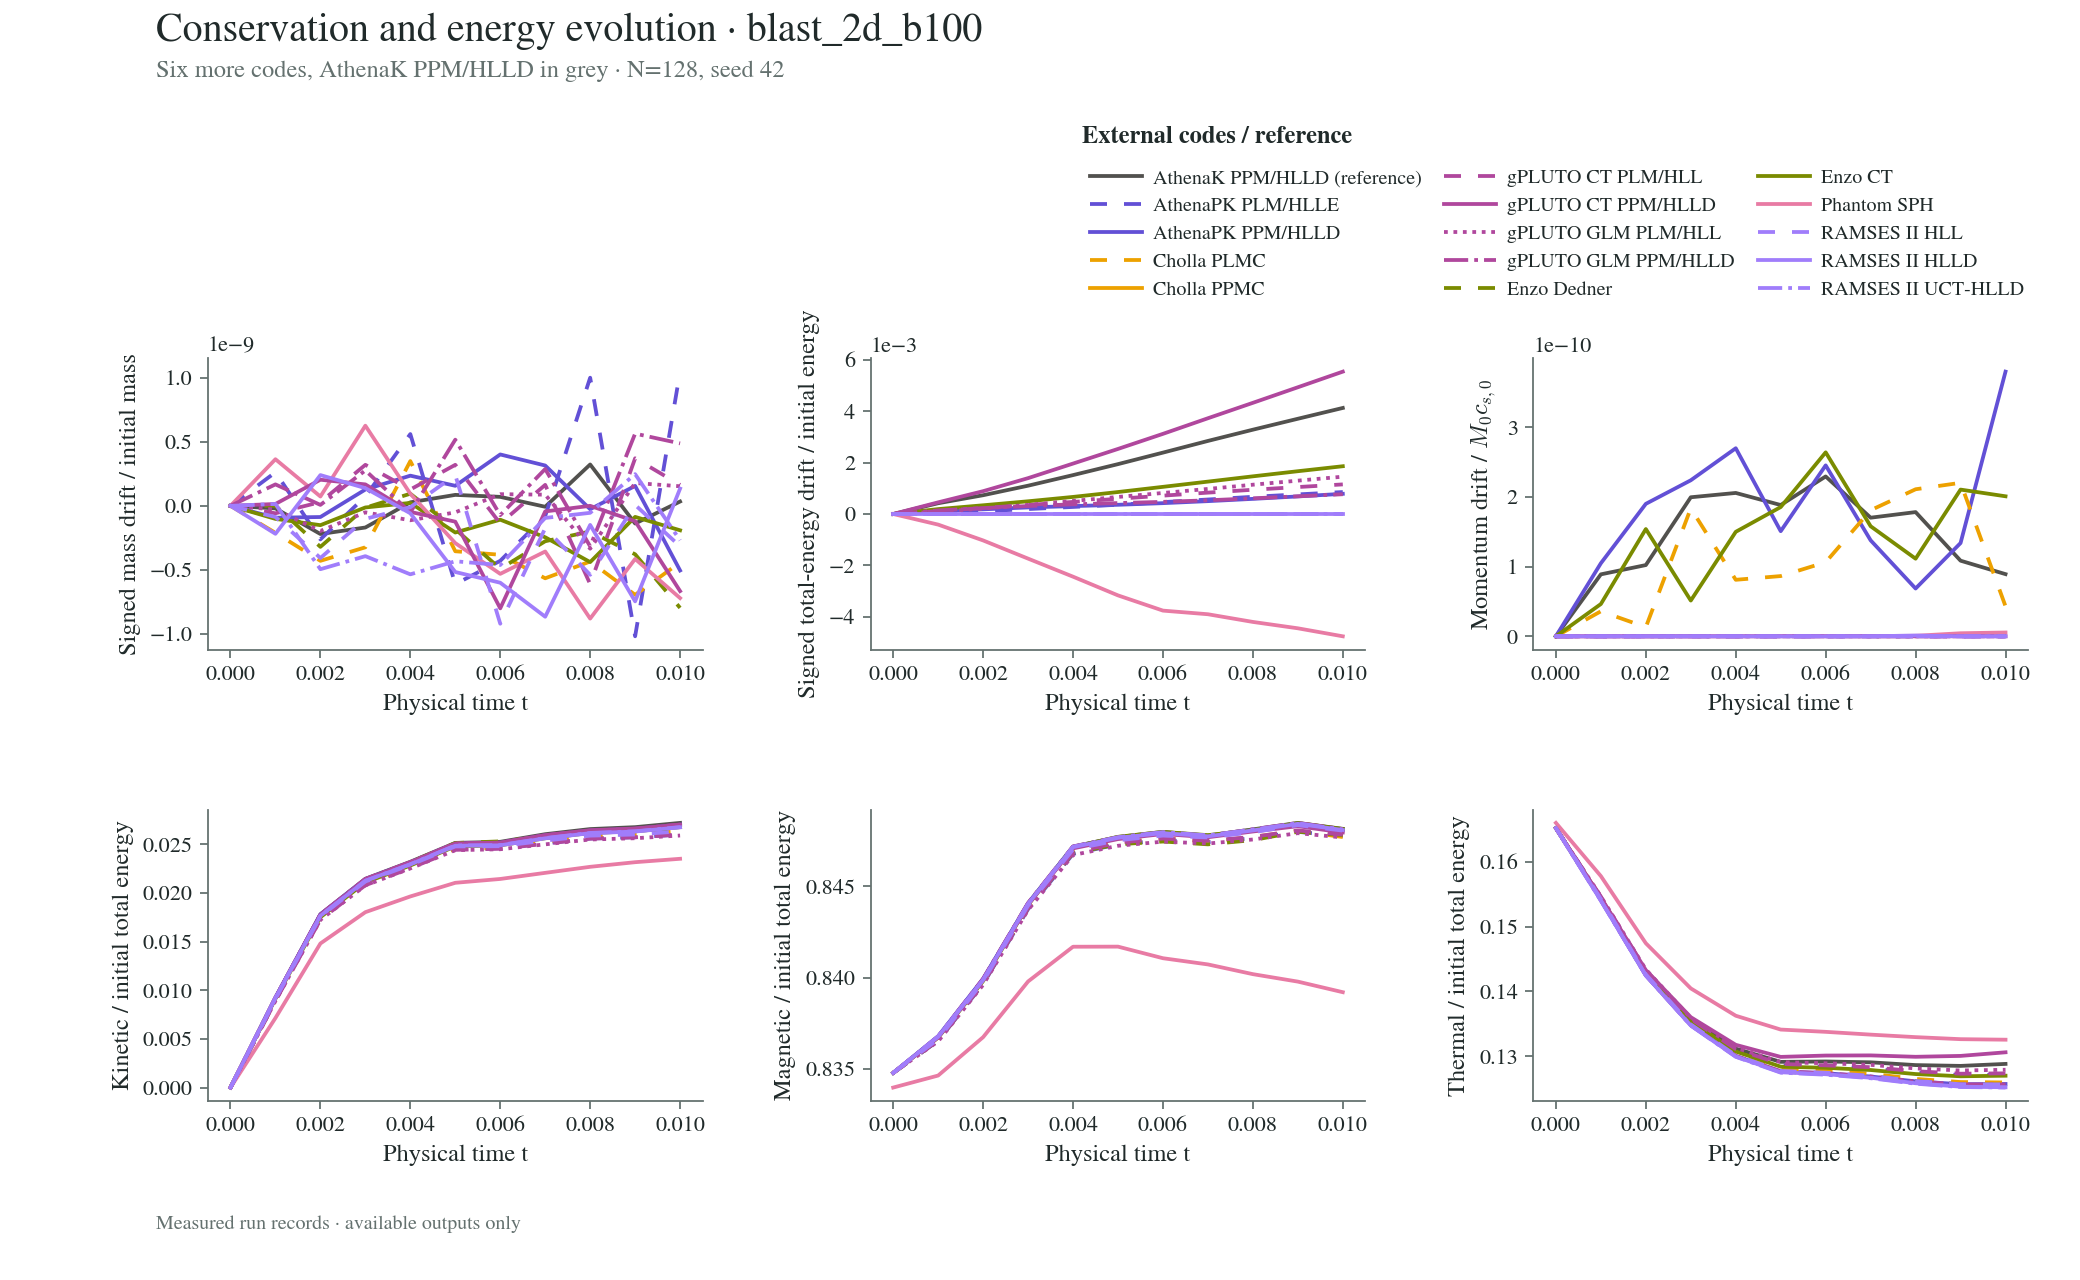 Conservation and energy evolution · blast_2d_b100
Six more codes, AthenaK PPM/HLLD in grey · N=128, seed 42
External codes / reference
AthenaK PPM/HLLD (reference)
AthenaPK PLM/HLLE
AthenaPK PPM/HLLD
Cholla PLMC
Cholla PPMC
gPLUTO CT PLM/HLL
gPLUTO CT PPM/HLLD
gPLUTO GLM PLM/HLL
gPLUTO GLM PPM/HLLD
Enzo Dedner
Enzo CT
Phantom SPH
RAMSES II HLL
RAMSES II HLLD
RAMSES II UCT-HLLD
Signed mass drift / initial mass
1e−9
1.0
0.5
0.0
−0.5
−1.0
0.000 0.002 0.004 0.006 0.008 0.010
Physical time t
Signed total-energy drift / initial energy
1e−3
6
4
2
0
−2
−4
0.000 0.002 0.004 0.006 0.008 0.010
Physical time t
Momentum drift / M₀cₛ,₀
1e−10
3
2
1
0
0.000 0.002 0.004 0.006 0.008 0.010
Physical time t
Kinetic / initial total energy
0.025
0.020
0.015
0.010
0.005
0.000
0.000 0.002 0.004 0.006 0.008 0.010
Physical time t
Magnetic / initial total energy
0.845
0.840
0.835
0.000 0.002 0.004 0.006 0.008 0.010
Physical time t
Thermal / initial total energy
0.16
0.15
0.14
0.13
0.000 0.002 0.004 0.006 0.008 0.010
Physical time t
Measured run records · available outputs only